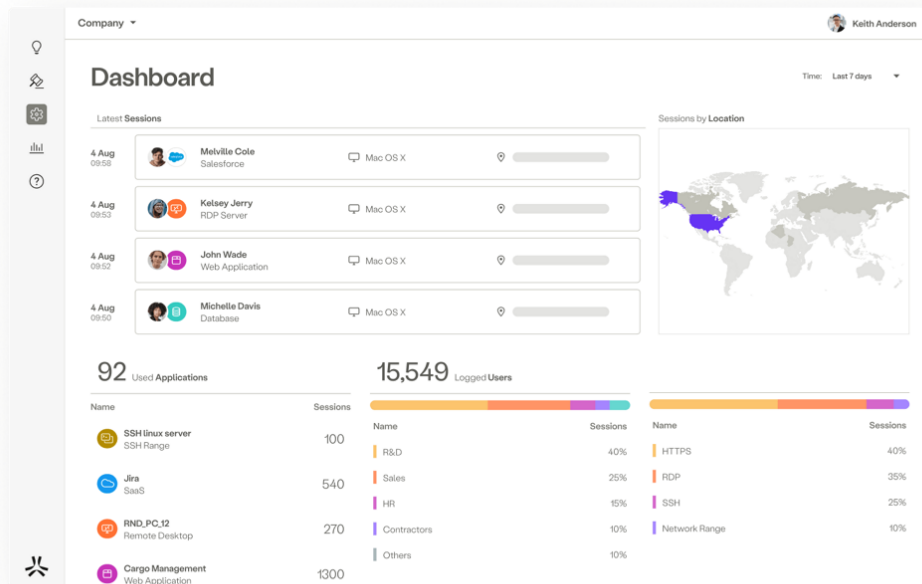 Company
Keith Anderson
Dashboard
Time: Last 7 days
Latest Sessions
Sessions by Location
4 Aug
09:58
Melville Cole
Salesforce
Mac OS X
4 Aug
09:53
Kelsey Jerry
RDP Server
Mac OS X
4 Aug
09:52
John Wade
Web Application
Mac OS X
4 Aug
09:50
Michelle Davis
Database
Mac OS X
92 Used Applications
Name Sessions
SSH linux server
SSH Range
100
Jira
SaaS
540
RND_PC_12
Remote Desktop
270
Cargo Management
Web Application
1300
15,549 Logged Users
Name Sessions
R&D 40%
Sales 25%
HR 15%
Contractors 10%
Others 10%
Name Sessions
HTTPS 40%
RDP 35%
SSH 25%
Network Range 10%